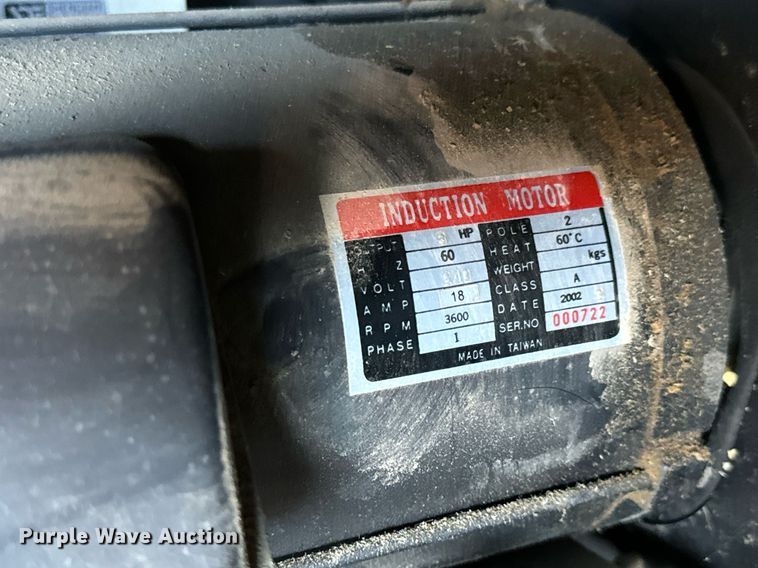 INDUCTION MOTOR
OUTPUT HP POLE 2
H Z 60 HEAT 60°C
VOLT WEIGHT kgs
AMP 18 CLASS A
RPM 3600 DATE 2002
PHASE 1 SER.NO 000722
MADE IN TAIWAN
Purple Wave Auction